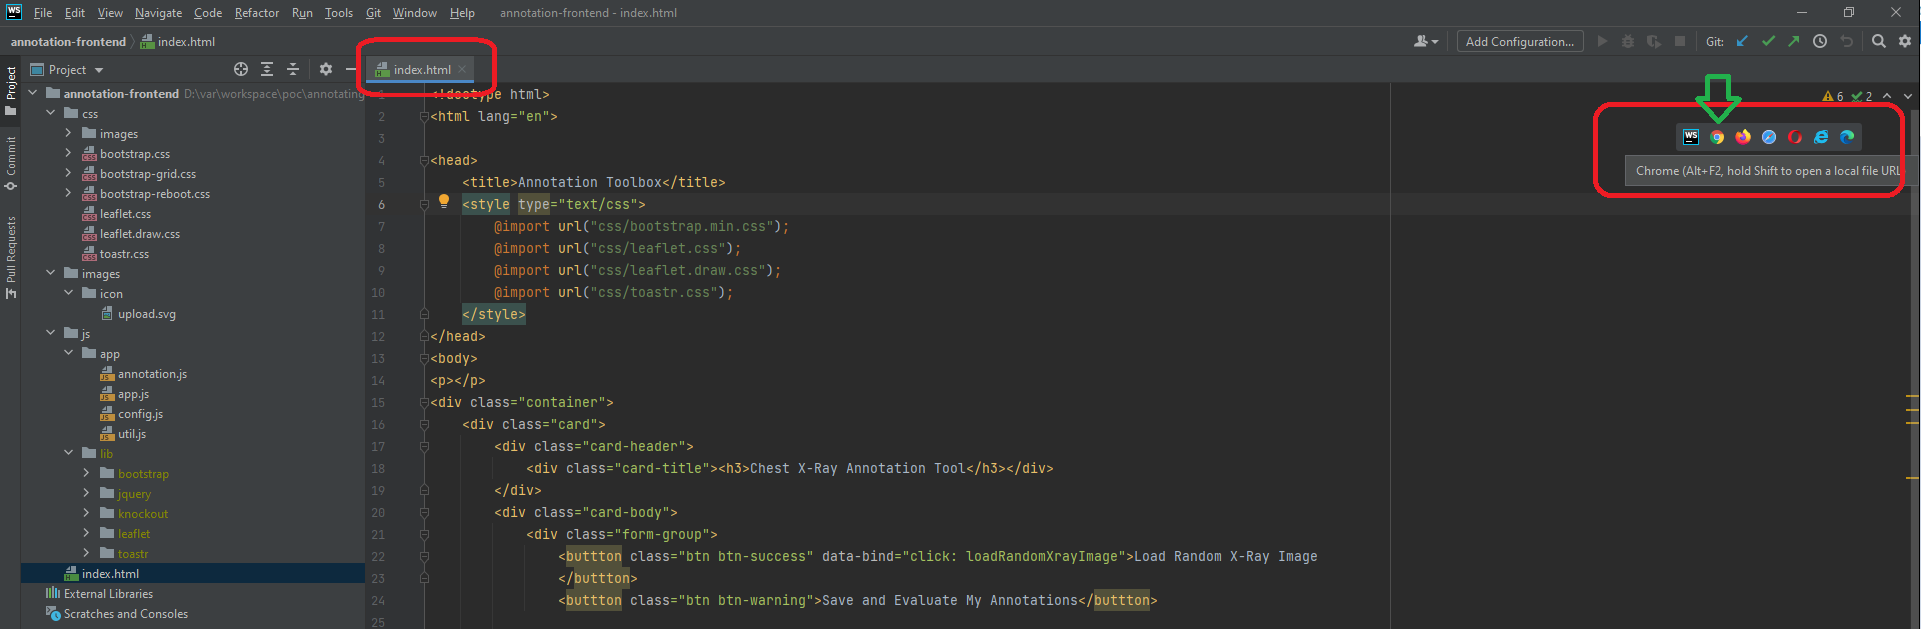 WS File Edit View Navigate Code Refactor Run Tools Git Window Help annotation-frontend - index.html
annotation-frontend index.html Add Configuration... Git:
Project index.html
Project
Commit
Pull Requests
annotation-frontend D:\var\workspace\poc\annotating
css
images
bootstrap.css
bootstrap-grid.css
bootstrap-reboot.css
leaflet.css
leaflet.draw.css
toastr.css
images
icon
upload.svg
js
app
annotation.js
app.js
config.js
util.js
lib
bootstrap
jquery
knockout
leaflet
toastr
index.html
External Libraries
Scratches and Consoles
6 2
WS
Chrome (Alt+F2, hold Shift to open a local file URL
1 <!doctype html>
2 <html lang="en">
3
4 <head>
5 <title>Annotation Toolbox</title>
6 <style type="text/css">
7 @import url("css/bootstrap.min.css");
8 @import url("css/leaflet.css");
9 @import url("css/leaflet.draw.css");
10 @import url("css/toastr.css");
11 </style>
12 </head>
13 <body>
14 <p></p>
15 <div class="container">
16 <div class="card">
17 <div class="card-header">
18 <div class="card-title"><h3>Chest X-Ray Annotation Tool</h3></div>
19 </div>
20 <div class="card-body">
21 <div class="form-group">
22 <buttton class="btn btn-success" data-bind="click: loadRandomXrayImage">Load Random X-Ray Image
23 </buttton>
24 <buttton class="btn btn-warning">Save and Evaluate My Annotations</buttton>
25